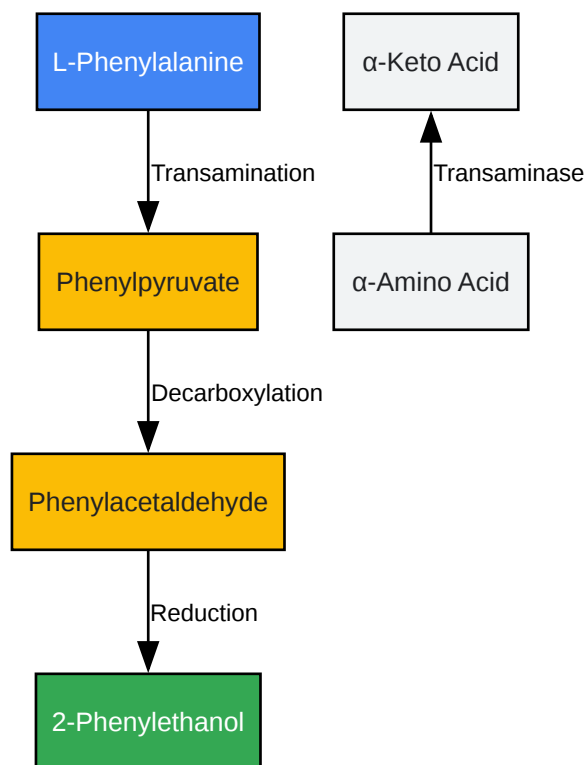 L-Phenylalanine
α-Keto Acid
Transamination
Transaminase
Phenylpyruvate
α-Amino Acid
Decarboxylation
Phenylacetaldehyde
Reduction
2-Phenylethanol